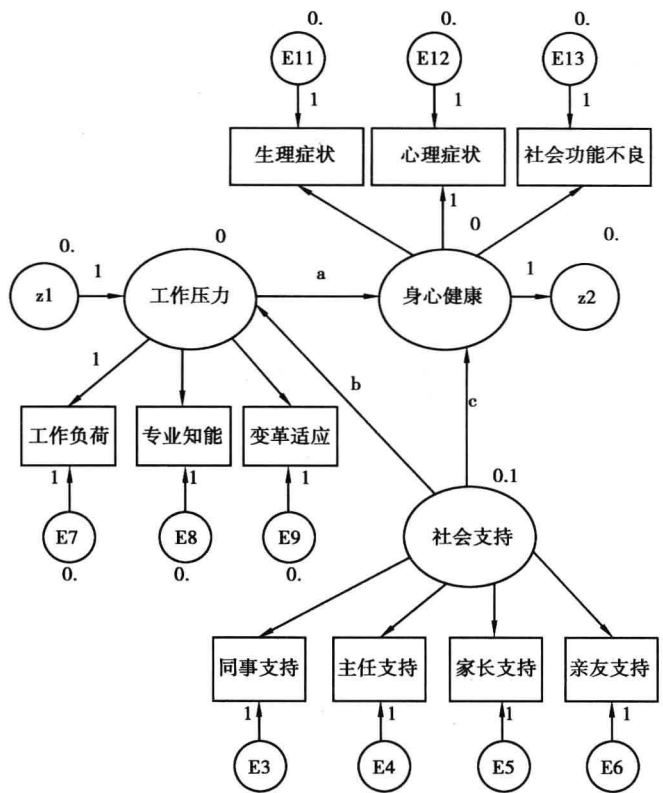 0. 0. 0.
E11 E12 E13
1 1 1
生理症状 心理症状 社会功能不良
1
0. 0 0 0.
z1 1 工作压力 a 身心健康 1 z2
1 b c
工作负荷 专业知能 变革适应
1 1 1 0.1
E7 E8 E9 社会支持
0. 0. 0.
同事支持 主任支持 家长支持 亲友支持
1 1 1 1
E3 E4 E5 E6